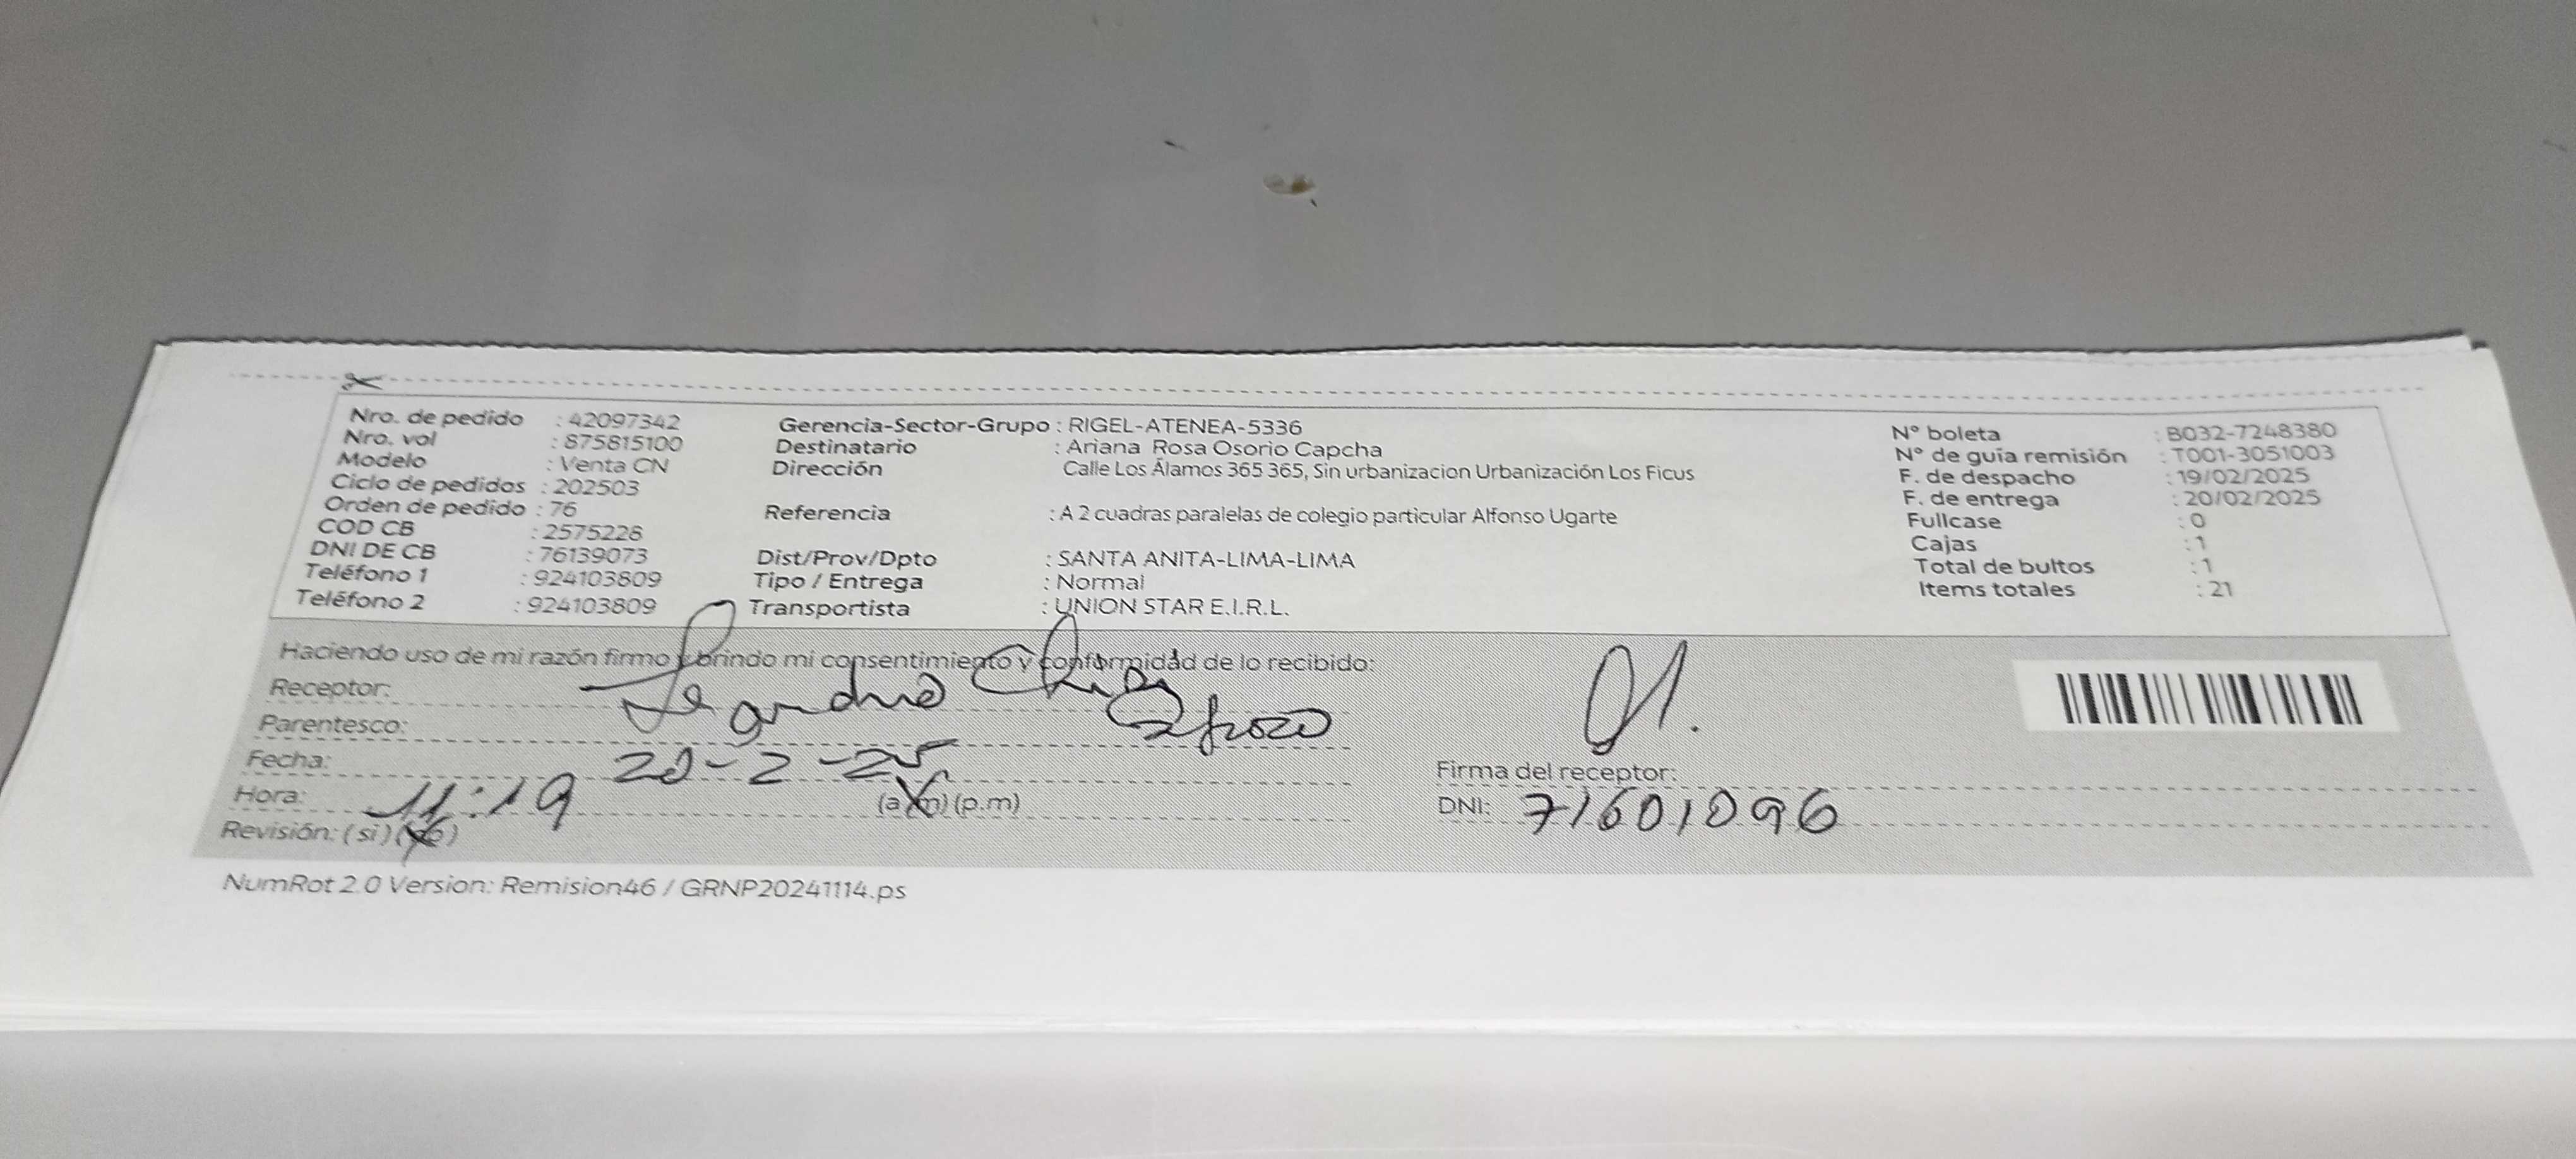 Nro. de pedido : 42097342
Nro. vol : 875815100
Modelo : Venta CN
Ciclo de pedidos : 202503
Orden de pedido : 76
COD CB : 2575228
DNI DE CB : 76139073
Teléfono 1 : 924103809
Teléfono 2 : 924103809
Gerencia-Sector-Grupo : RIGEL-ATENEA-5336
Destinatario : Ariana Rosa Osorio Capcha
Dirección Calle Los Álamos 365 365, Sin urbanizacion Urbanización Los Ficus
Referencia : A 2 cuadras paralelas de colegio particular Alfonso Ugarte
Dist/Prov/Dpto : SANTA ANITA-LIMA-LIMA
Tipo / Entrega : Normal
Transportista : UNION STAR E.I.R.L.
N° boleta : B032-7248380
N° de guía remisión : T001-3051003
F. de despacho : 19/02/2025
F. de entrega : 20/02/2025
Fullcase : 0
Cajas : 1
Total de bultos : 1
Items totales : 21
Haciendo uso de mi razón firmo y brindo mi consentimiento y conformidad de lo recibido:
Receptor:
Parentesco:
Fecha: 20-2-25
Hora: 11:19 (a.m) (p.m)
Revisión: (si) (no)
Firma del receptor:
DNI: 71601096
NumRot 2.0 Version: Remision46 / GRNP20241114.ps